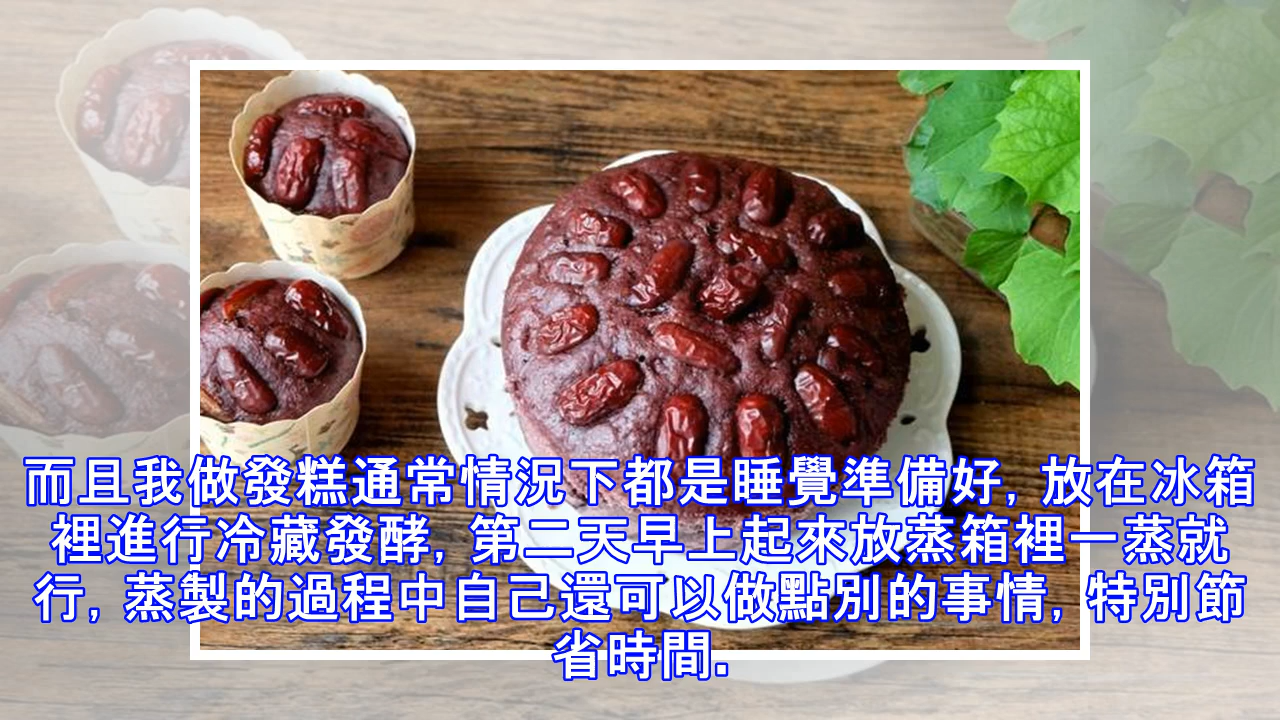 而且我做發糕通常情況下都是睡覺準備好, 放在冰箱
裡進行冷藏發酵, 第二天早上起來放蒸箱裡一蒸就
行, 蒸製的過程中自己還可以做點別的事情, 特別節
省時間.